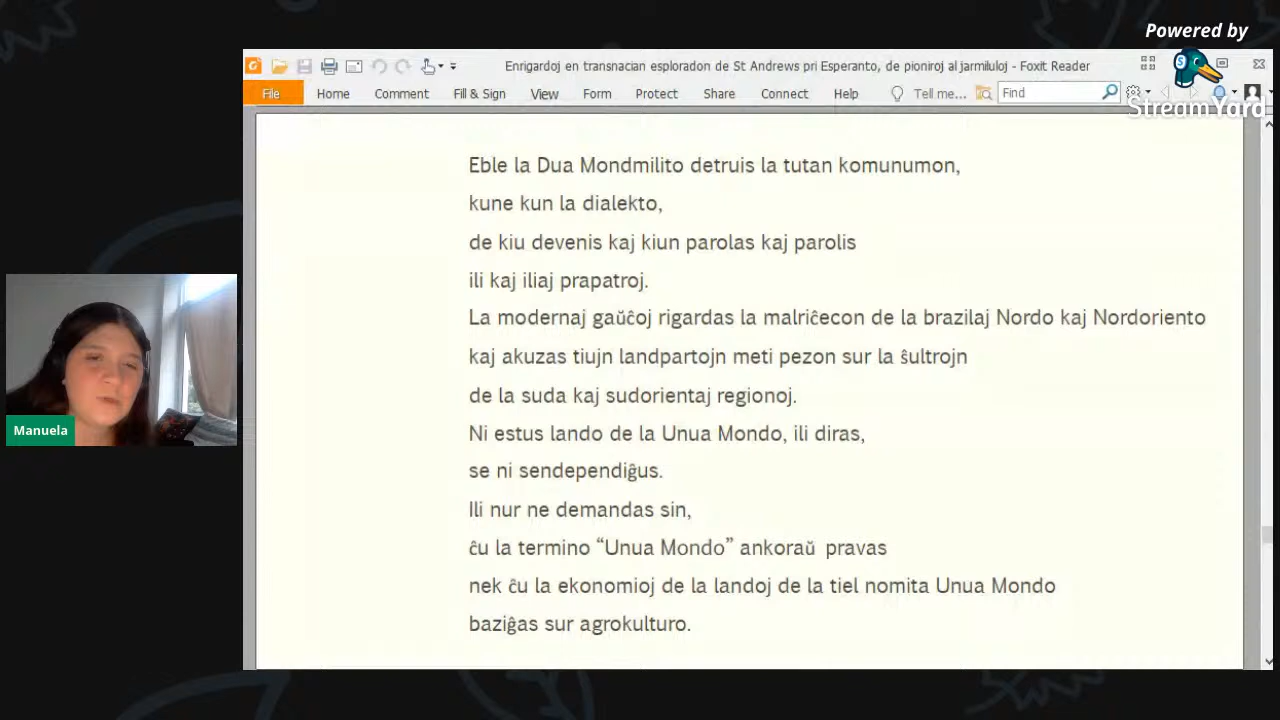 Powered by
StreamYard
Enrigardoj en transnacian esploradon de St Andrews pri Esperanto, de pioniroj al jarmiluloj - Foxit Reader
File Home Comment Fill & Sign View Form Protect Share Connect Help Tell me... Find
Eble la Dua Mondmilito detruis la tutan komunumon,
kune kun la dialekto,
de kiu devenis kaj kiun parolas kaj parolis
ili kaj iliaj prapatroj.
La modernaj gaŭĉoj rigardas la malriĉecon de la brazilaj Nordo kaj Nordoriento
kaj akuzas tiujn landpartojn meti pezon sur la ŝultrojn
de la suda kaj sudorientaj regionoj.
Ni estus lando de la Unua Mondo, ili diras,
se ni sendependiĝus.
Ili nur ne demandas sin,
ĉu la termino “Unua Mondo” ankoraŭ pravas
nek ĉu la ekonomioj de la landoj de la tiel nomita Unua Mondo
baziĝas sur agrokulturo.
Manuela